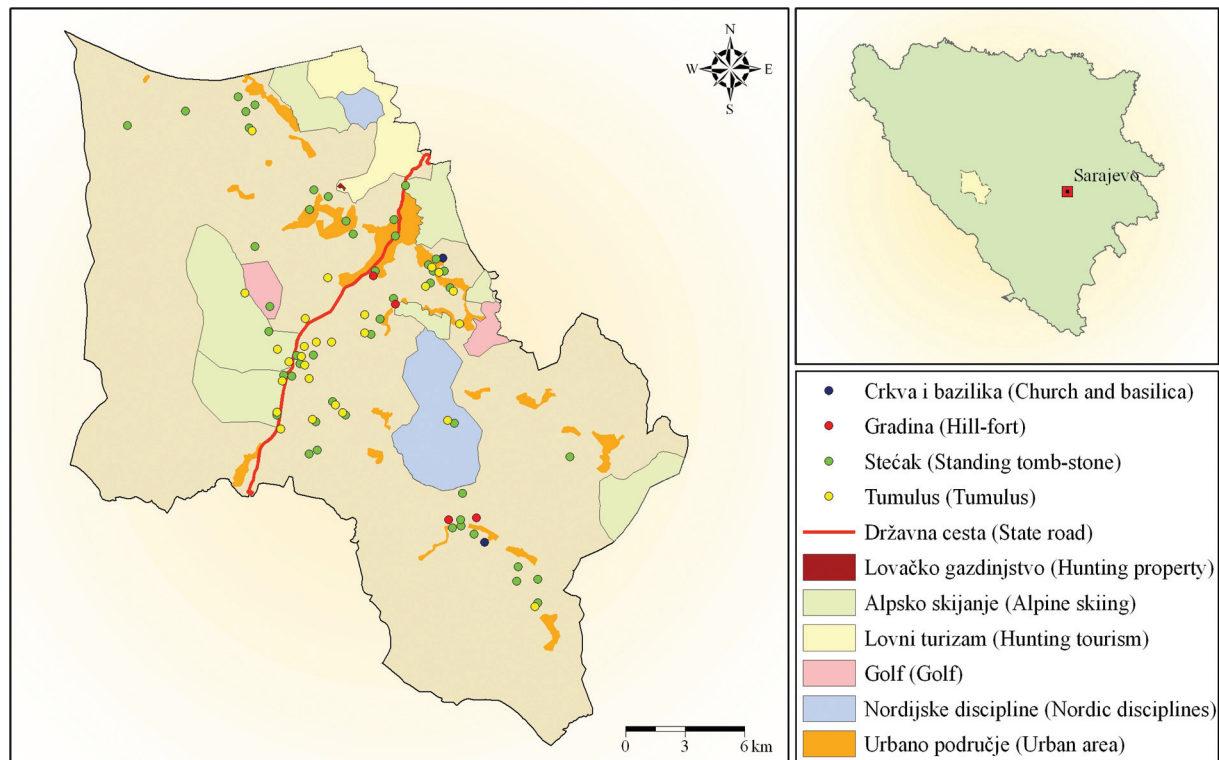 N
W E
S
0 3 6 km
Sarajevo
Crkva i bazilika (Church and basilica)
Gradina (Hill-fort)
Stećak (Standing tomb-stone)
Tumulus (Tumulus)
Državna cesta (State road)
Lovačko gazdinjstvo (Hunting property)
Alpsko skijanje (Alpine skiing)
Lovni turizam (Hunting tourism)
Golf (Golf)
Nordijske discipline (Nordic disciplines)
Urbano područje (Urban area)